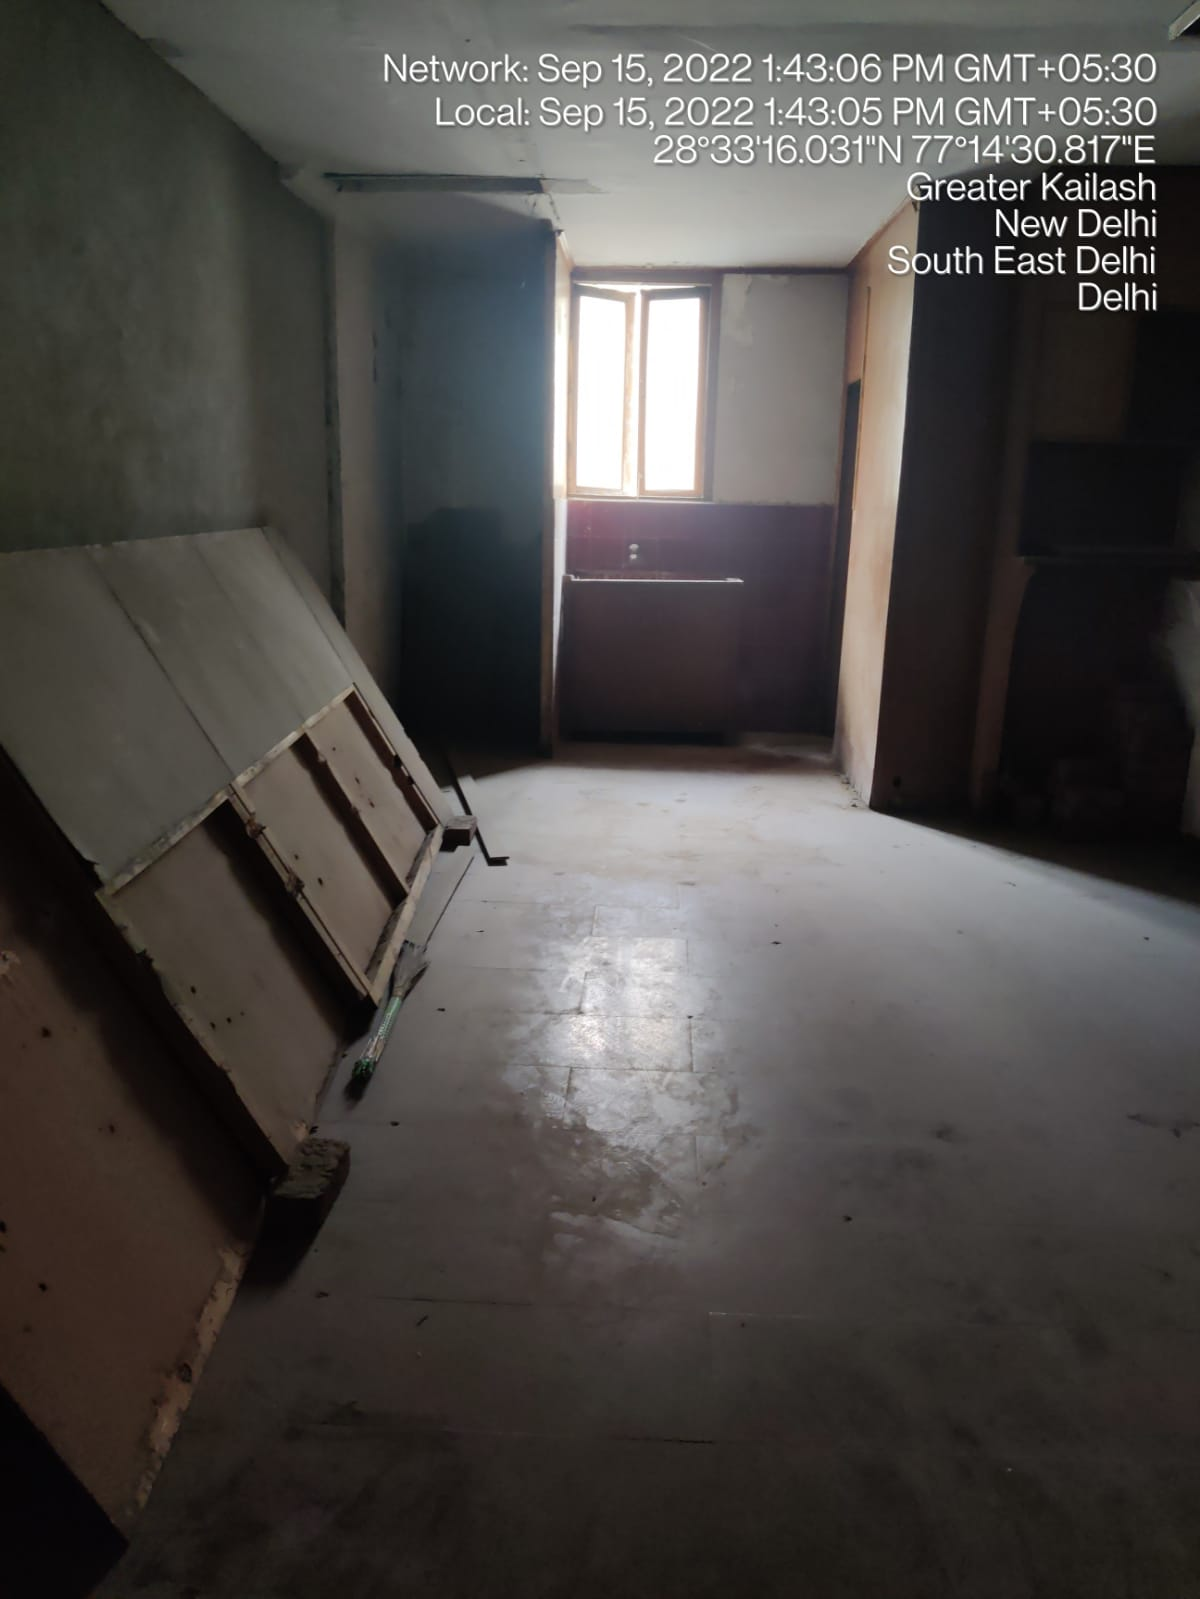 Network: Sep 15, 2022 1:43:06 PM GMT+05:30
Local: Sep 15, 2022 1:43:05 PM GMT+05:30
28°33'16.031"N 77°14'30.817"E
Greater Kailash
New Delhi
South East Delhi
Delhi